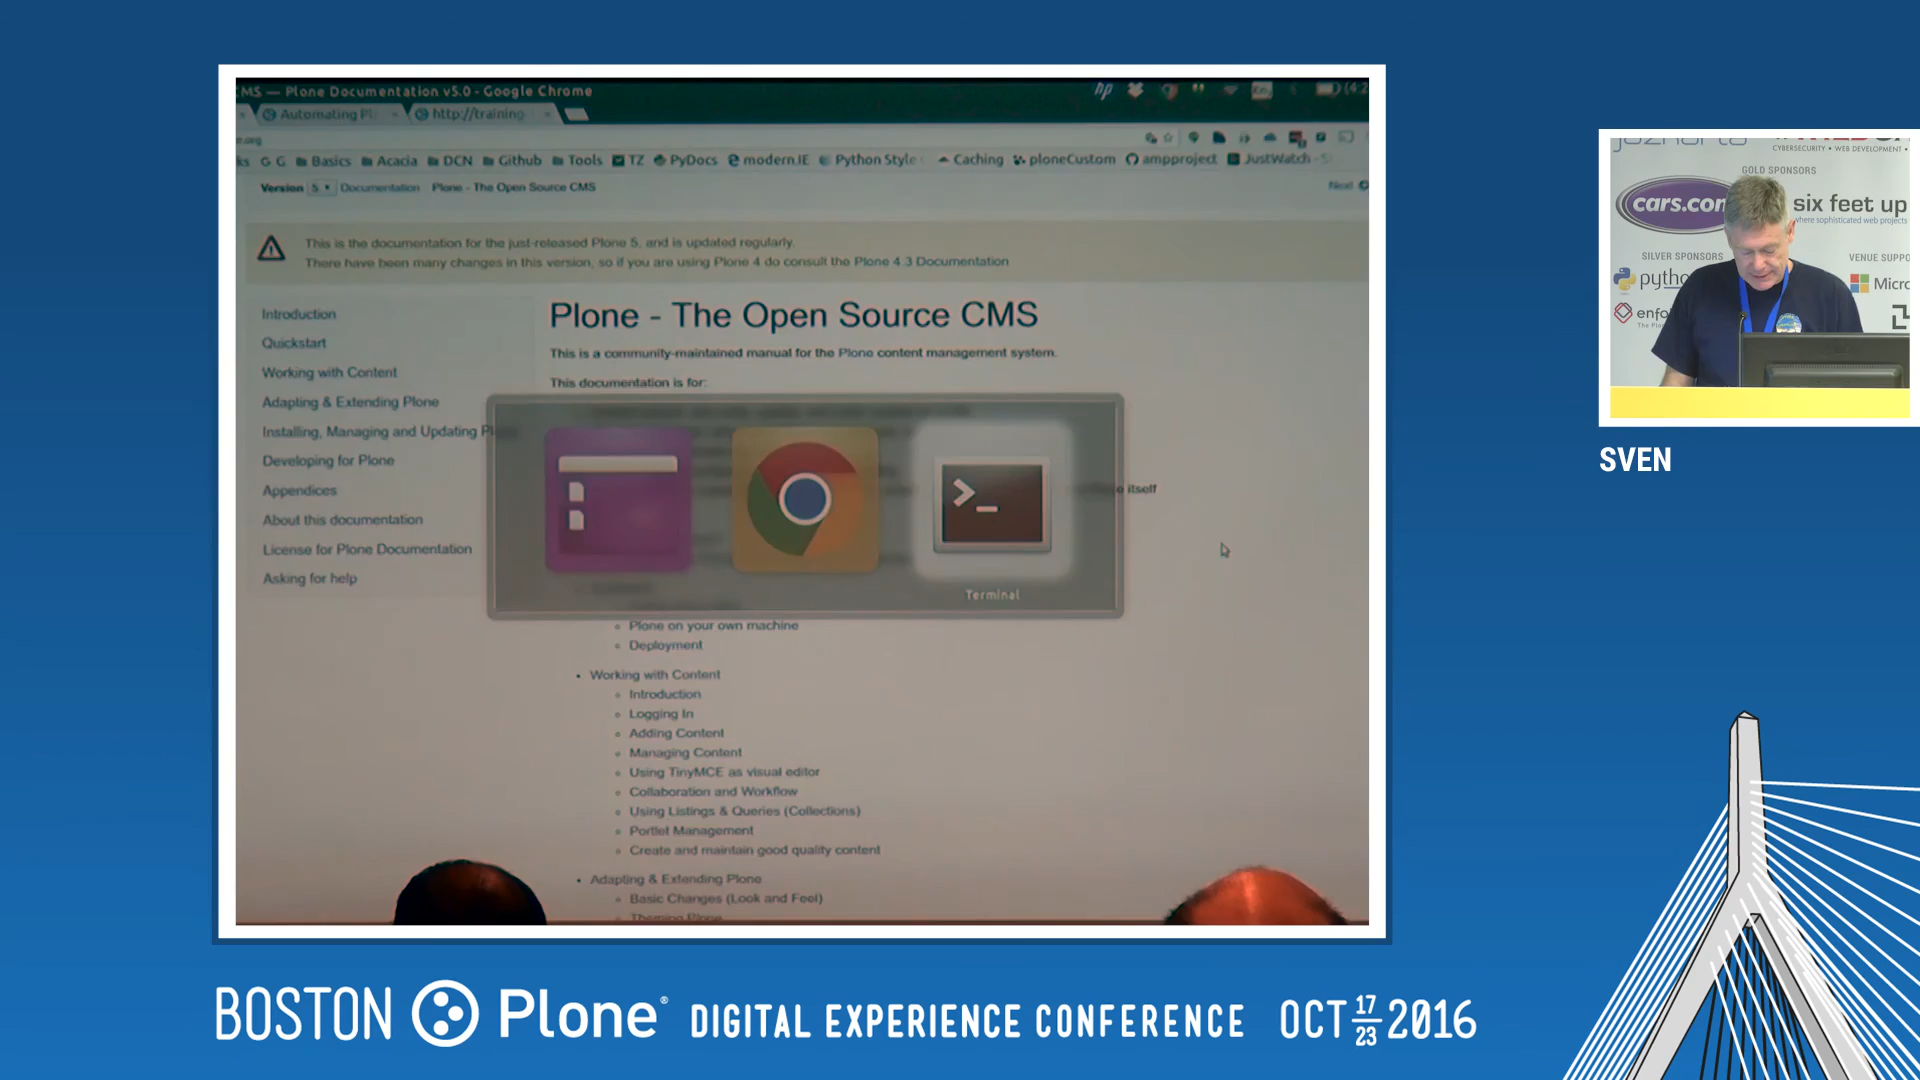 CMS — Plone Documentation v5.0 - Google Chrome
hp
Automating Pl
http://training
G G Basics Acacia DCN Github Tools TZ PyDocs modern.IE Python Style Caching ploneCustom ampproject JustWatch
Version 5 Documentation Plone - The Open Source CMS
Next
This is the documentation for the just-released Plone 5, and is updated regularly.
There have been many changes in this version, so if you are using Plone 4 do consult the Plone 4.3 Documentation
Introduction
Quickstart
Working with Content
Adapting & Extending Plone
Installing, Managing and Updating Pl
Developing for Plone
Appendices
About this documentation
License for Plone Documentation
Asking for help
Plone - The Open Source CMS
This is a community-maintained manual for the Plone content management system.
This documentation is for:
itself
>_
Terminal
Plone on your own machine
Deployment
Working with Content
Introduction
Logging In
Adding Content
Managing Content
Using TinyMCE as visual editor
Collaboration and Workflow
Using Listings & Queries (Collections)
Portlet Management
Create and maintain good quality content
Adapting & Extending Plone
Basic Changes (Look and Feel)
Theming Plone
CYBERSECURITY • WEB DEVELOPMENT •
GOLD SPONSORS
cars.com
six feet up
where sophisticated web projects
SILVER SPONSORS
VENUE SUPPO
pytho
Micro
enfo
SVEN
BOSTON Plone® DIGITAL EXPERIENCE CONFERENCE OCT 17 23 2016